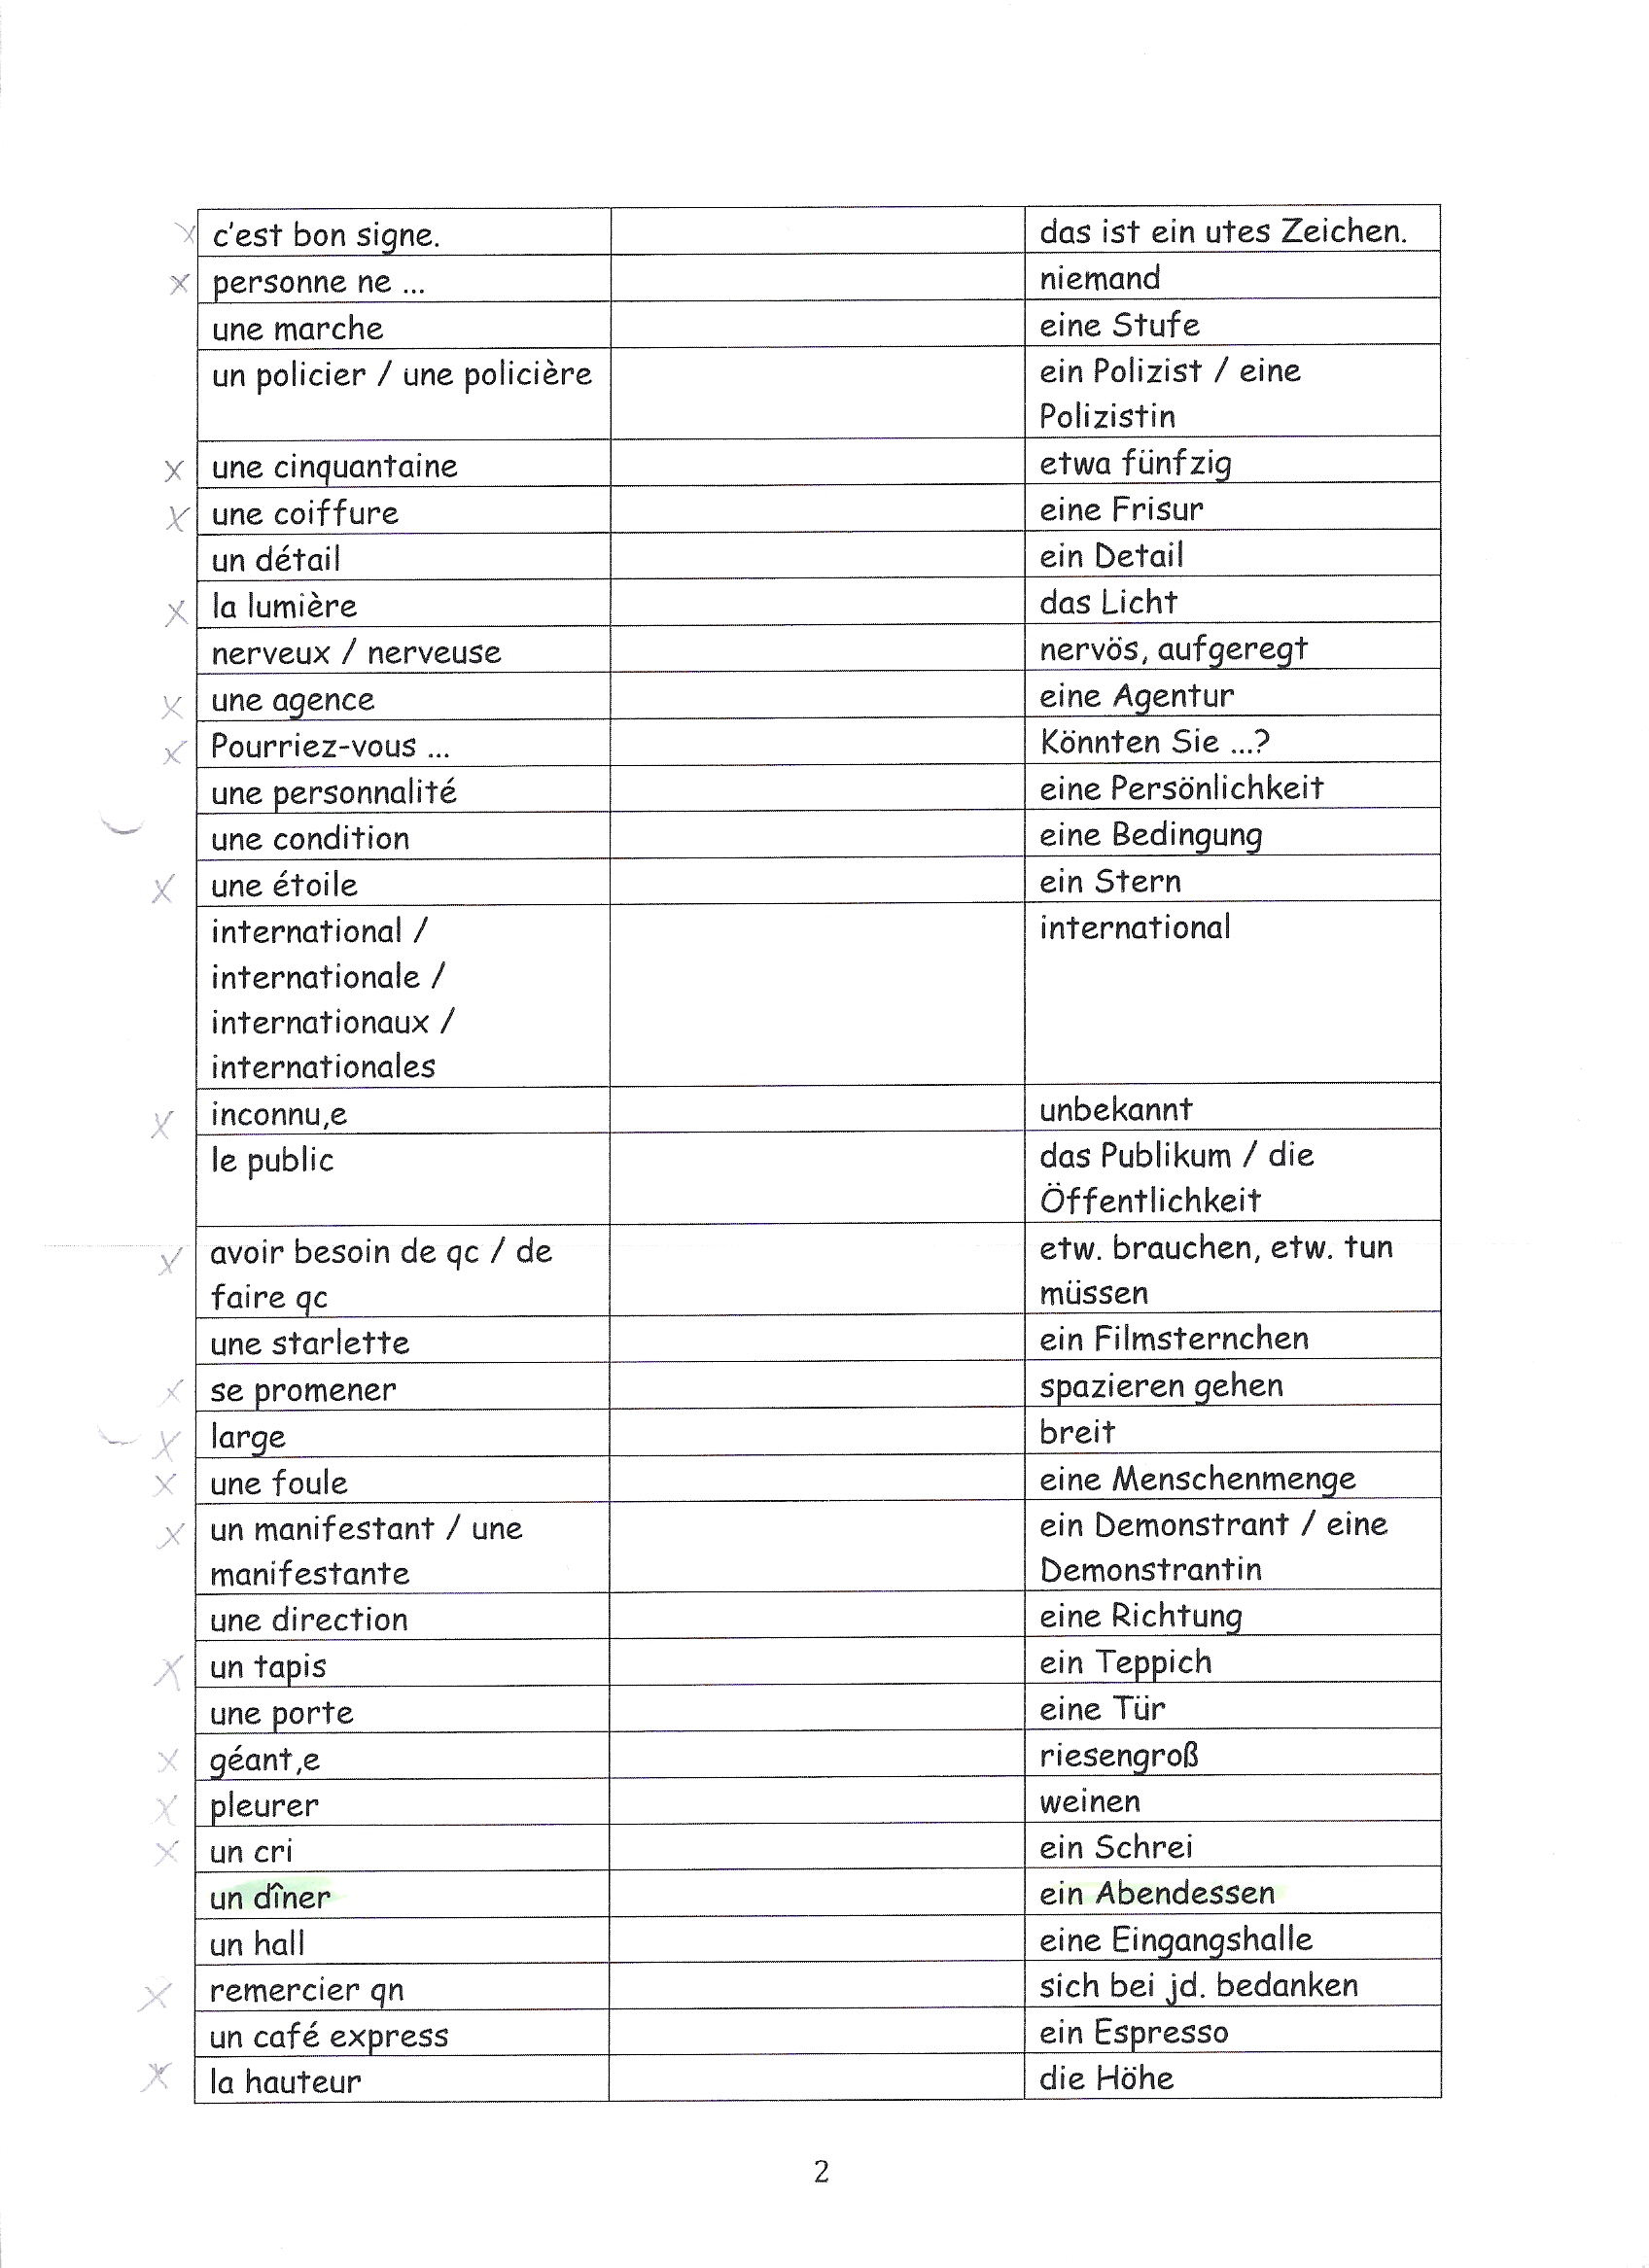 c'est bon signe. das ist ein utes Zeichen.
personne ne ... niemand
une marche eine Stufe
un policier / une policière ein Polizist / eine
Polizistin
une cinquantaine etwa fünfzig
une coiffure eine Frisur
un détail ein Detail
la lumière das Licht
nerveux / nerveuse nervös, aufgeregt
une agence eine Agentur
Pourriez-vous ... Könnten Sie ...?
une personnalité eine Persönlichkeit
une condition eine Bedingung
une étoile ein Stern
international / international
internationale /
internationaux /
internationales
inconnu,e unbekannt
le public das Publikum / die
Öffentlichkeit
avoir besoin de qc / de etw. brauchen, etw. tun
faire qc müssen
une starlette ein Filmsternchen
se promener spazieren gehen
large breit
une foule eine Menschenmenge
un manifestant / une ein Demonstrant / eine
manifestante Demonstrantin
une direction eine Richtung
un tapis ein Teppich
une porte eine Tür
géant,e riesengroß
pleurer weinen
un cri ein Schrei
un dîner ein Abendessen
un hall eine Eingangshalle
remercier qn sich bei jd. bedanken
un café express ein Espresso
la hauteur die Höhe
2